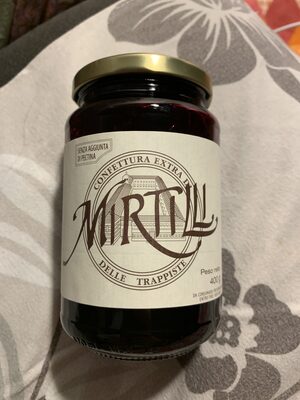 SENZA AGGIUNTA
DI PECTINA
CONFETTURA EXTRA
MIRTILLI
DELLE TRAPPISTE
Peso netto
400 g